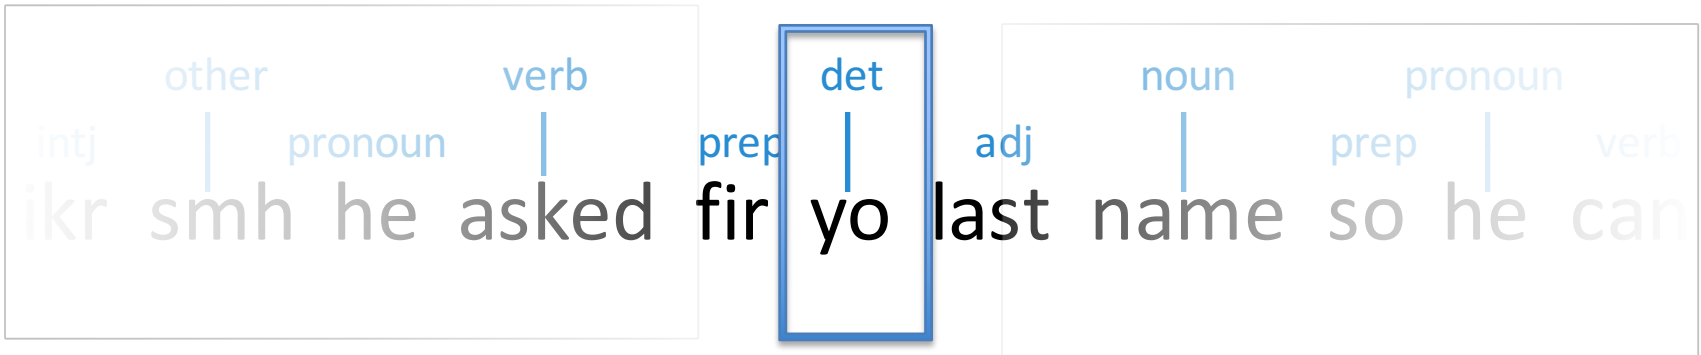 other verb det noun pronoun
intj pronoun prep adj prep verb
ikr smh he asked fir yo last name so he can